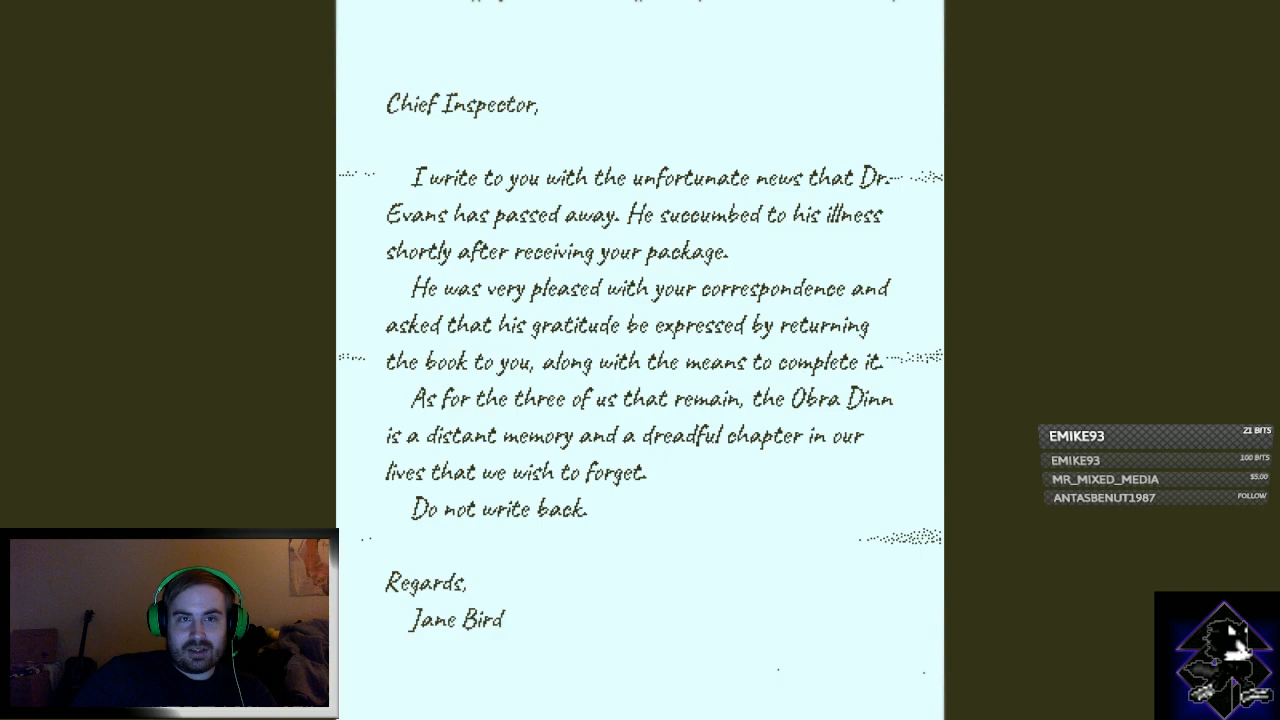 Chief Inspector,
I write to you with the unfortunate news that Dr.
Evans has passed away. He succumbed to his illness
shortly after receiving your package.
He was very pleased with your correspondence and
asked that his gratitude be expressed by returning
the book to you, along with the means to complete it.
As for the three of us that remain, the Obra Dinn
is a distant memory and a dreadful chapter in our
lives that we wish to forget.
Do not write back.
Regards,
Jane Bird
EMIKE93 21 BITS
EMIKE93 100 BITS
MR_MIXED_MEDIA $5.00
ANTASBENUT1987 FOLLOW